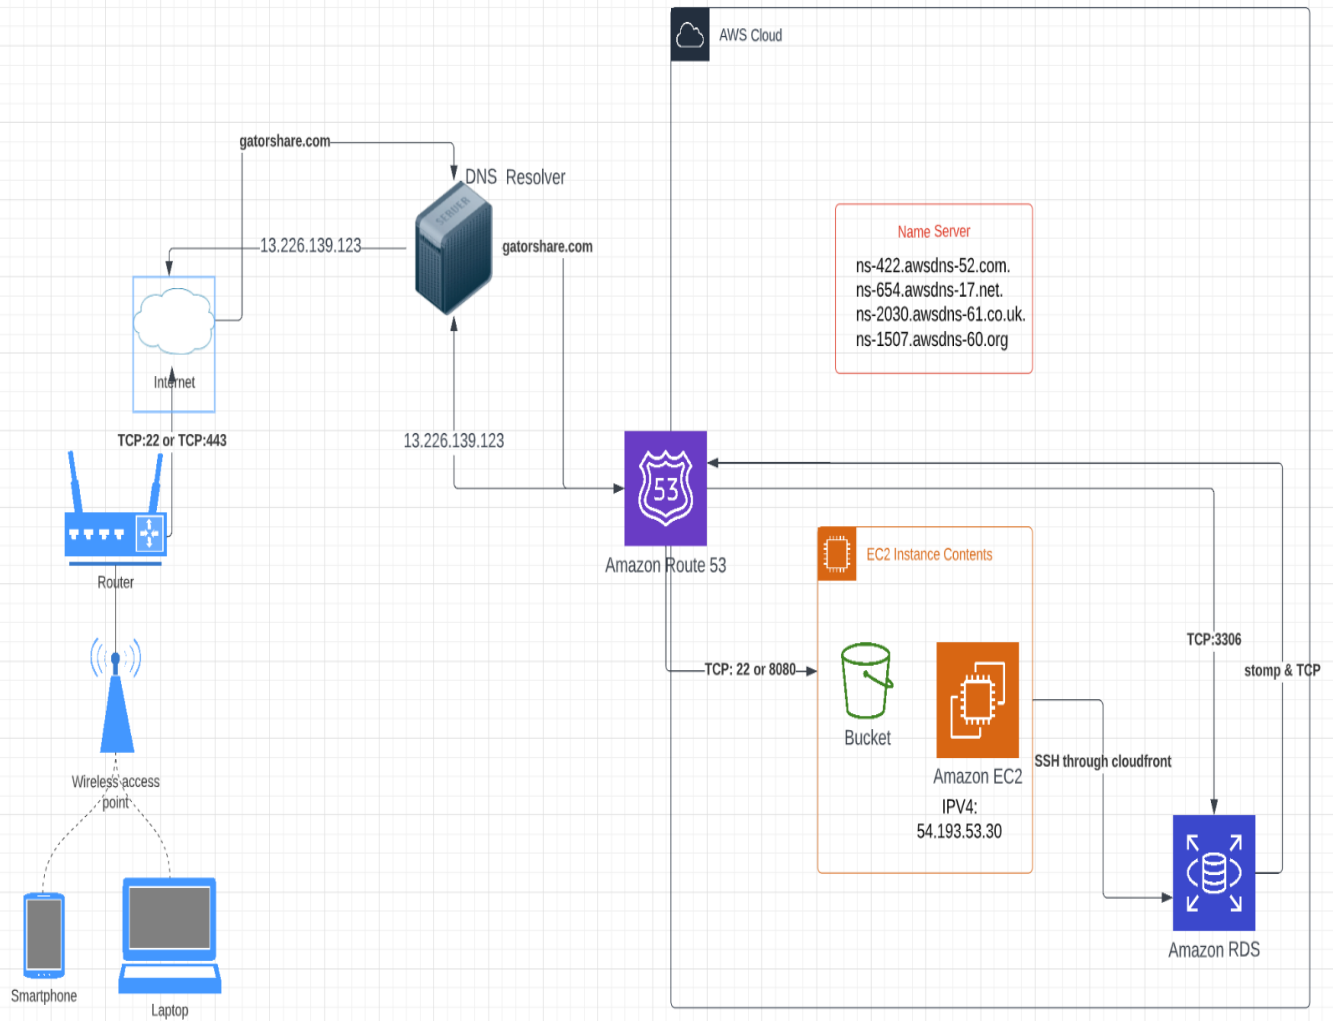 AWS Cloud
gatorshare.com
DNS Resolver
SERVER
13.226.139.123
gatorshare.com
Name Server
ns-422.awsdns-52.com.
ns-654.awsdns-17.net.
ns-2030.awsdns-61.co.uk.
ns-1507.awsdns-60.org
Internet
TCP:22 or TCP:443
13.226.139.123
53
Amazon Route 53
EC2 Instance Contents
Router
TCP:3306
TCP: 22 or 8080
stomp & TCP
Bucket
Amazon EC2
SSH through cloudfront
IPV4:
54.193.53.30
Wireless access
point
Amazon RDS
Smartphone
Laptop